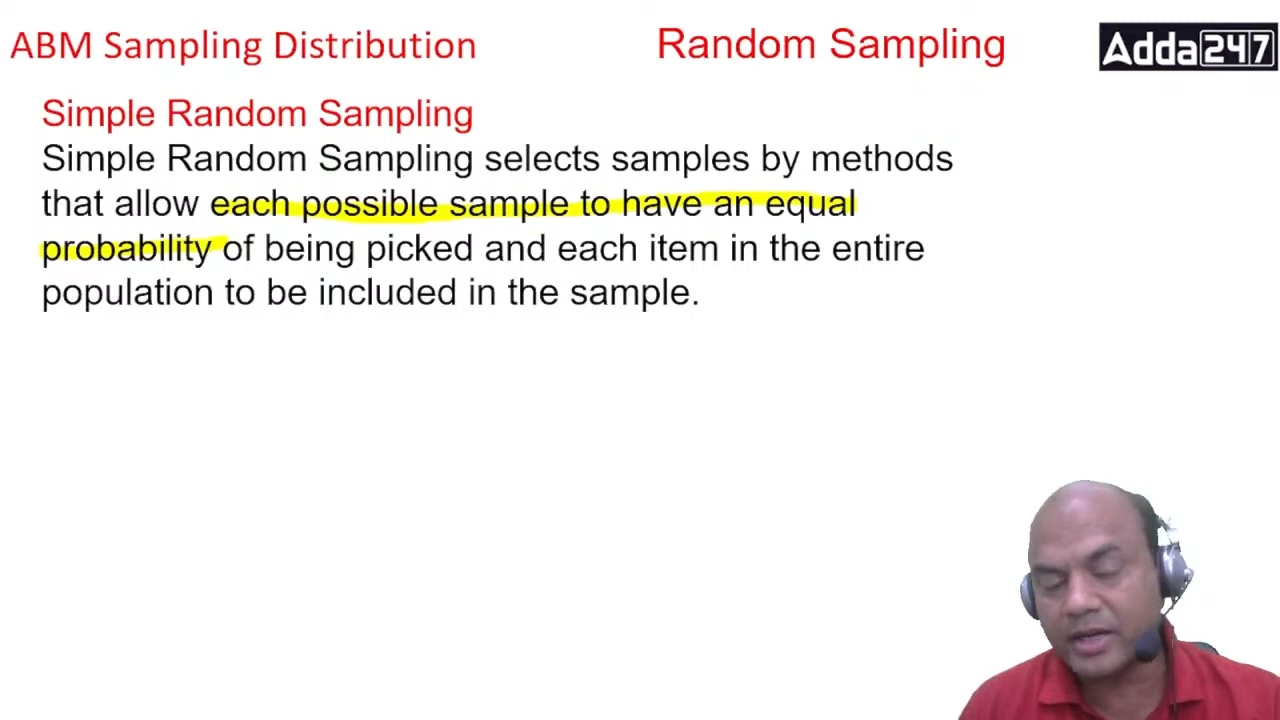 ABM Sampling Distribution
Random Sampling
Adda247
Simple Random Sampling
Simple Random Sampling selects samples by methods
that allow each possible sample to have an equal
probability of being picked and each item in the entire
population to be included in the sample.